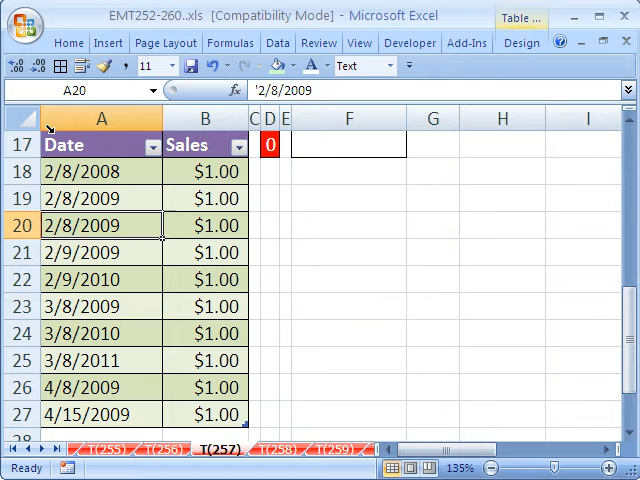 EMT252-260..xls [Compatibility Mode] - Microsoft Excel
Table ...
Home Insert Page Layout Formulas Data Review View Developer Add-Ins Design
11 Text
A20 fx '2/8/2009
A B C D E F G H I
17 Date Sales 0
18 2/8/2008 $1.00
19 2/8/2009 $1.00
20 2/8/2009 $1.00
21 2/9/2009 $1.00
22 2/9/2010 $1.00
23 3/8/2009 $1.00
24 3/8/2010 $1.00
25 3/8/2011 $1.00
26 4/8/2009 $1.00
27 4/15/2009 $1.00
28
T(255) T(256) T(257) T(258) T(259)
Ready 135%